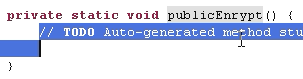 private static void publicEnrypt() {
// TODO Auto-generated method stu
}